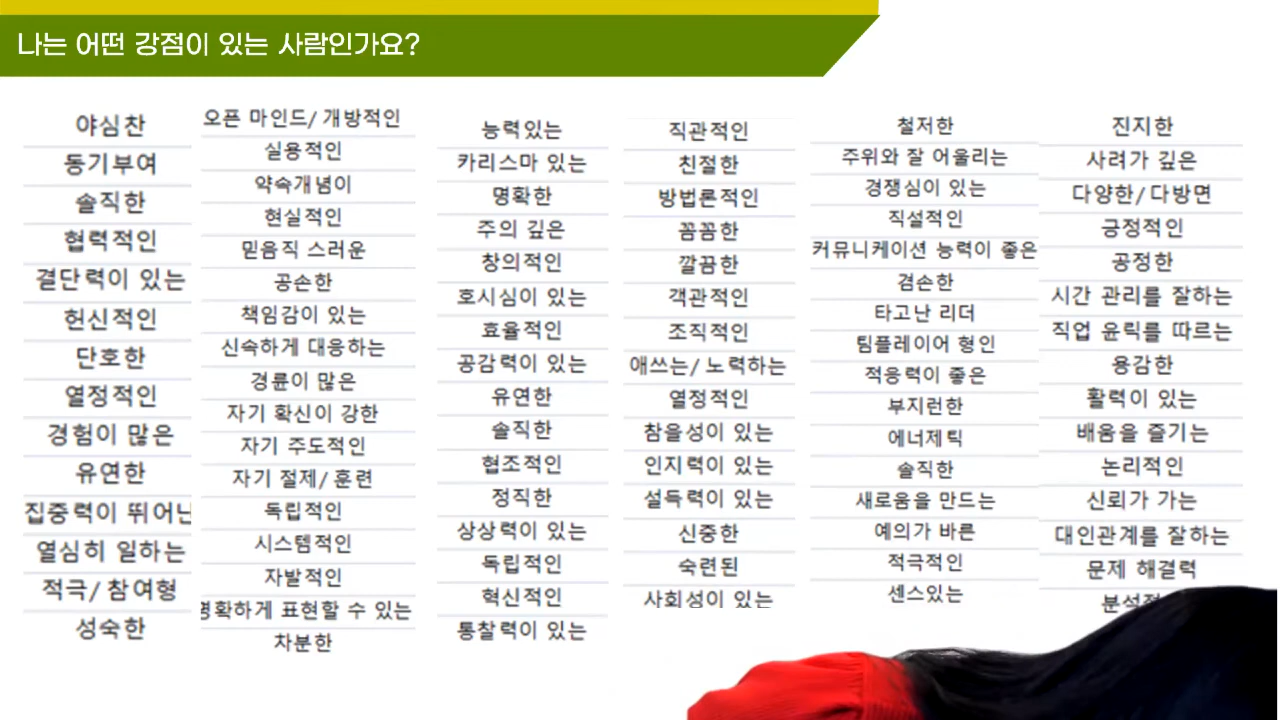 나는 어떤 강점이 있는 사람인가요?
야심찬
동기부여
솔직한
협력적인
결단력이 있는
헌신적인
단호한
열정적인
경험이 많은
유연한
집중력이 뛰어난
열심히 일하는
적극/ 참여형
성숙한
오픈 마인드/ 개방적인
실용적인
약속개념이
현실적인
믿음직 스러운
공손한
책임감이 있는
신속하게 대응하는
경륜이 많은
자기 확신이 강한
자기 주도적인
자기 절제/ 훈련
독립적인
시스템적인
자발적인
명확하게 표현할 수 있는
차분한
능력있는
카리스마 있는
명확한
주의 깊은
창의적인
호시심이 있는
효율적인
공감력이 있는
유연한
솔직한
협조적인
정직한
상상력이 있는
독립적인
혁신적인
통찰력이 있는
직관적인
친절한
방법론적인
꼼꼼한
깔끔한
객관적인
조직적인
애쓰는/ 노력하는
열정적인
참을성이 있는
인지력이 있는
설득력이 있는
신중한
숙련된
사회성이 있는
철저한
주위와 잘 어울리는
경쟁심이 있는
직설적인
커뮤니케이션 능력이 좋은
겸손한
타고난 리더
팀플레이어 형인
적응력이 좋은
부지런한
에너제틱
솔직한
새로움을 만드는
예의가 바른
적극적인
센스있는
진지한
사려가 깊은
다양한/ 다방면
긍정적인
공정한
시간 관리를 잘하는
직업 윤릭를 따르는
용감한
활력이 있는
배움을 즐기는
논리적인
신뢰가 가는
대인관계를 잘하는
문제 해결력